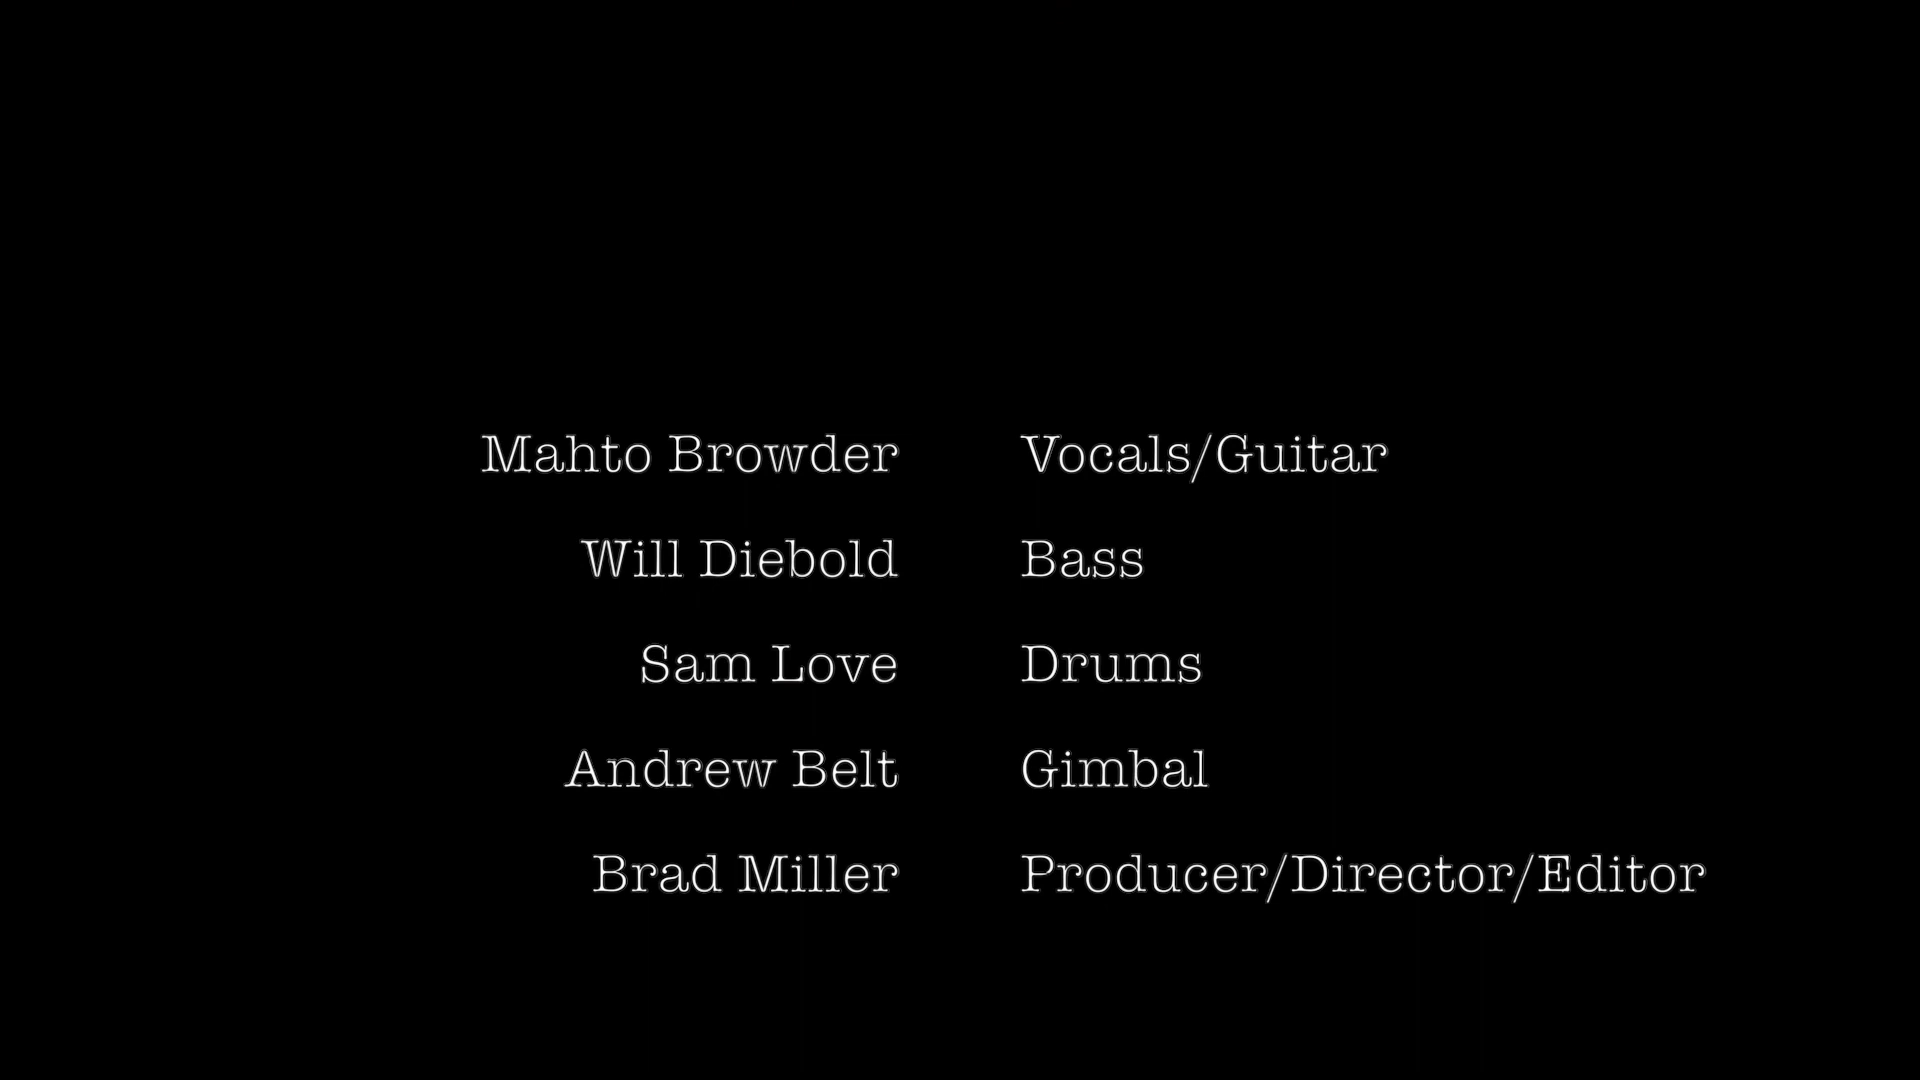 Mahto Browder Vocals/Guitar
Will Diebold Bass
Sam Love Drums
Andrew Belt Gimbal
Brad Miller Producer/Director/Editor